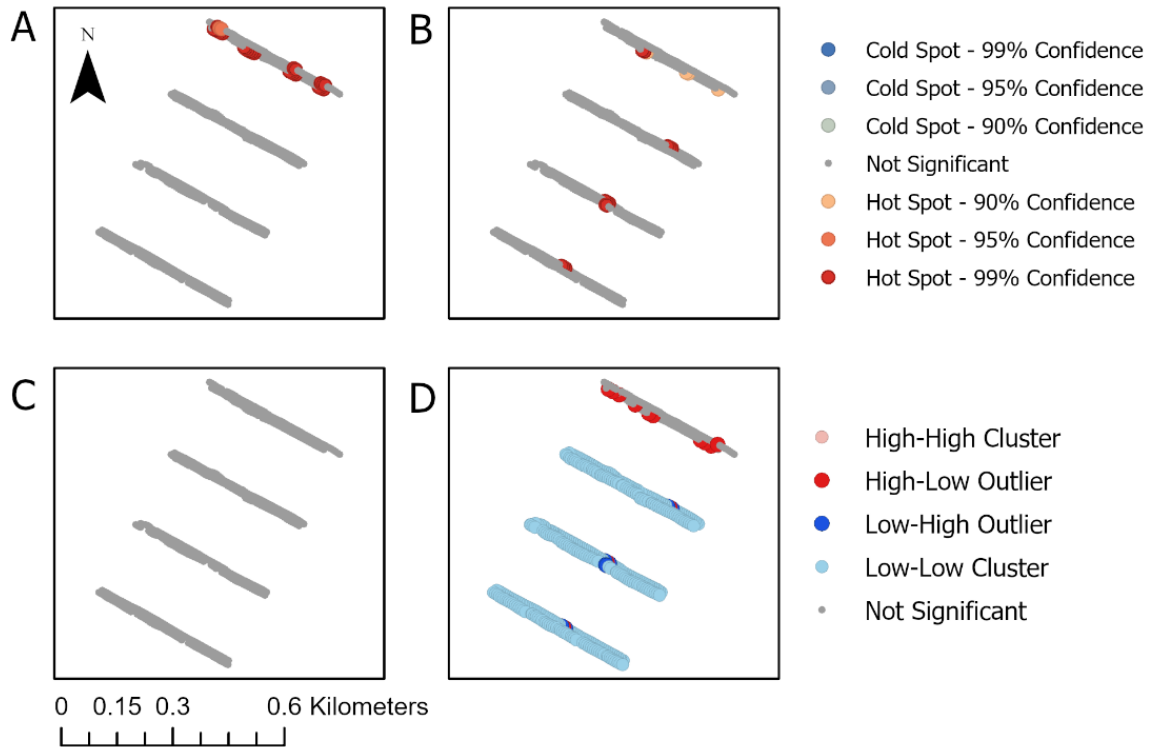 A
N
B
Cold Spot - 99% Confidence
Cold Spot - 95% Confidence
Cold Spot - 90% Confidence
Not Significant
Hot Spot - 90% Confidence
Hot Spot - 95% Confidence
Hot Spot - 99% Confidence
C
D
High-High Cluster
High-Low Outlier
Low-High Outlier
Low-Low Cluster
Not Significant
0 0.15 0.3 0.6 Kilometers